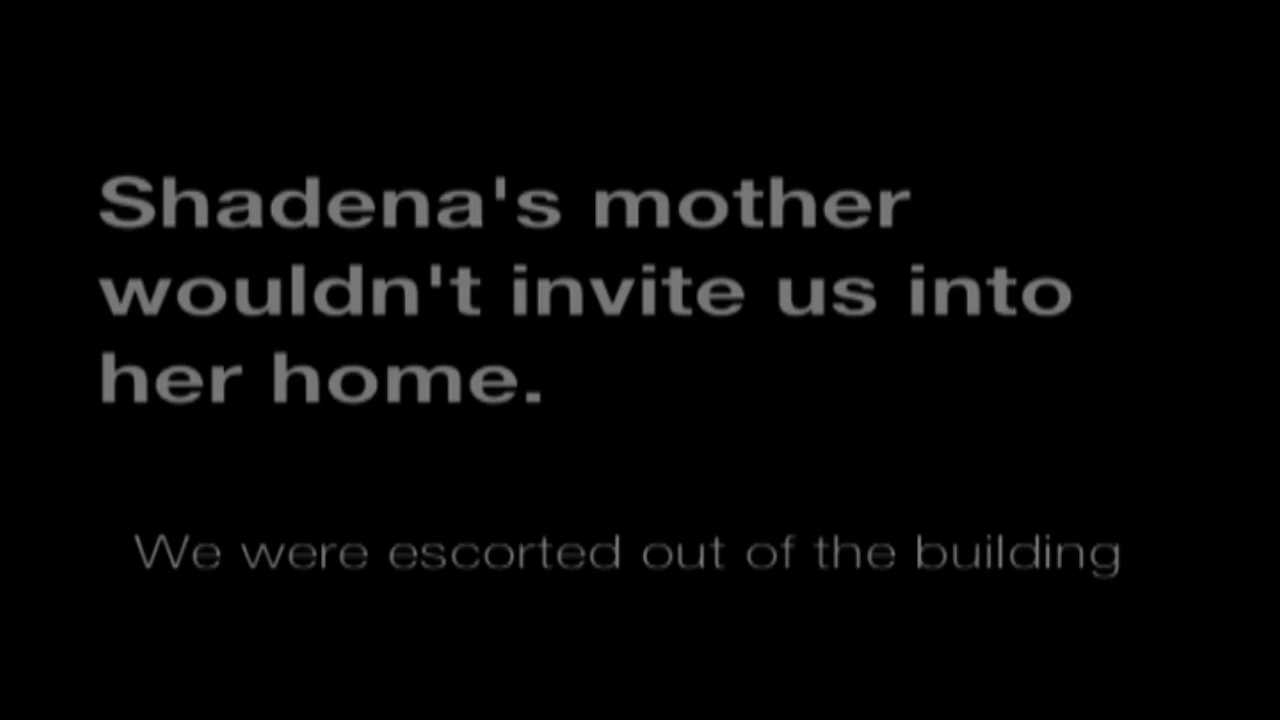 Shadena's mother
wouldn't invite us into
her home.
We were escorted out of the building